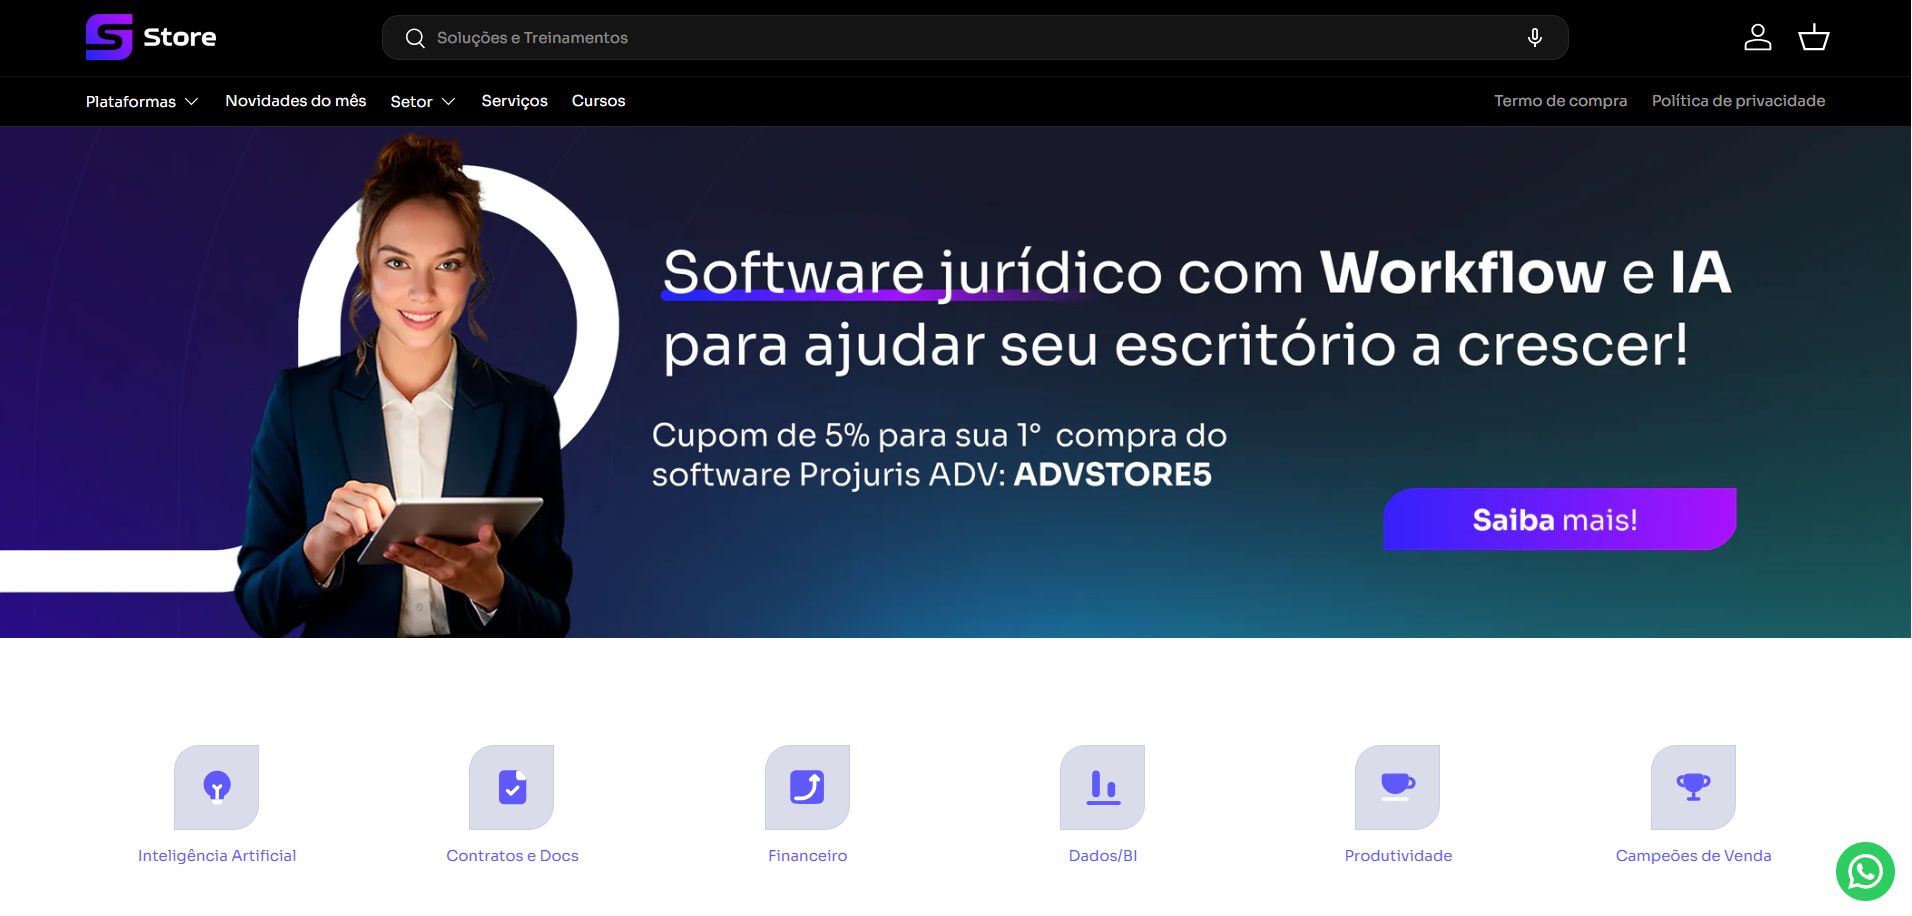 Store
Soluções e Treinamentos
Plataformas
Novidades do mês
Setor
Serviços
Cursos
Termo de compra
Política de privacidade
Software jurídico com Workflow e IA
para ajudar seu escritório a crescer!
Cupom de 5% para sua 1° compra do
software Projuris ADV: ADVSTORE5
Saiba mais!
Inteligência Artificial
Contratos e Docs
Financeiro
Dados/BI
Produtividade
Campeões de Venda